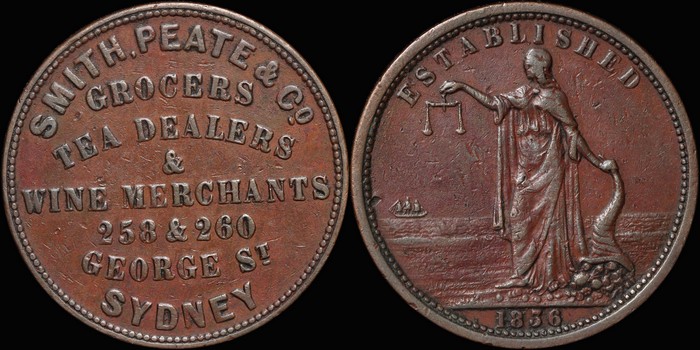 SMITH, PEATE & CO
GROCERS
TEA DEALERS
&
WINE MERCHANTS
258 & 260
GEORGE ST
SYDNEY
ESTABLISHED
1836